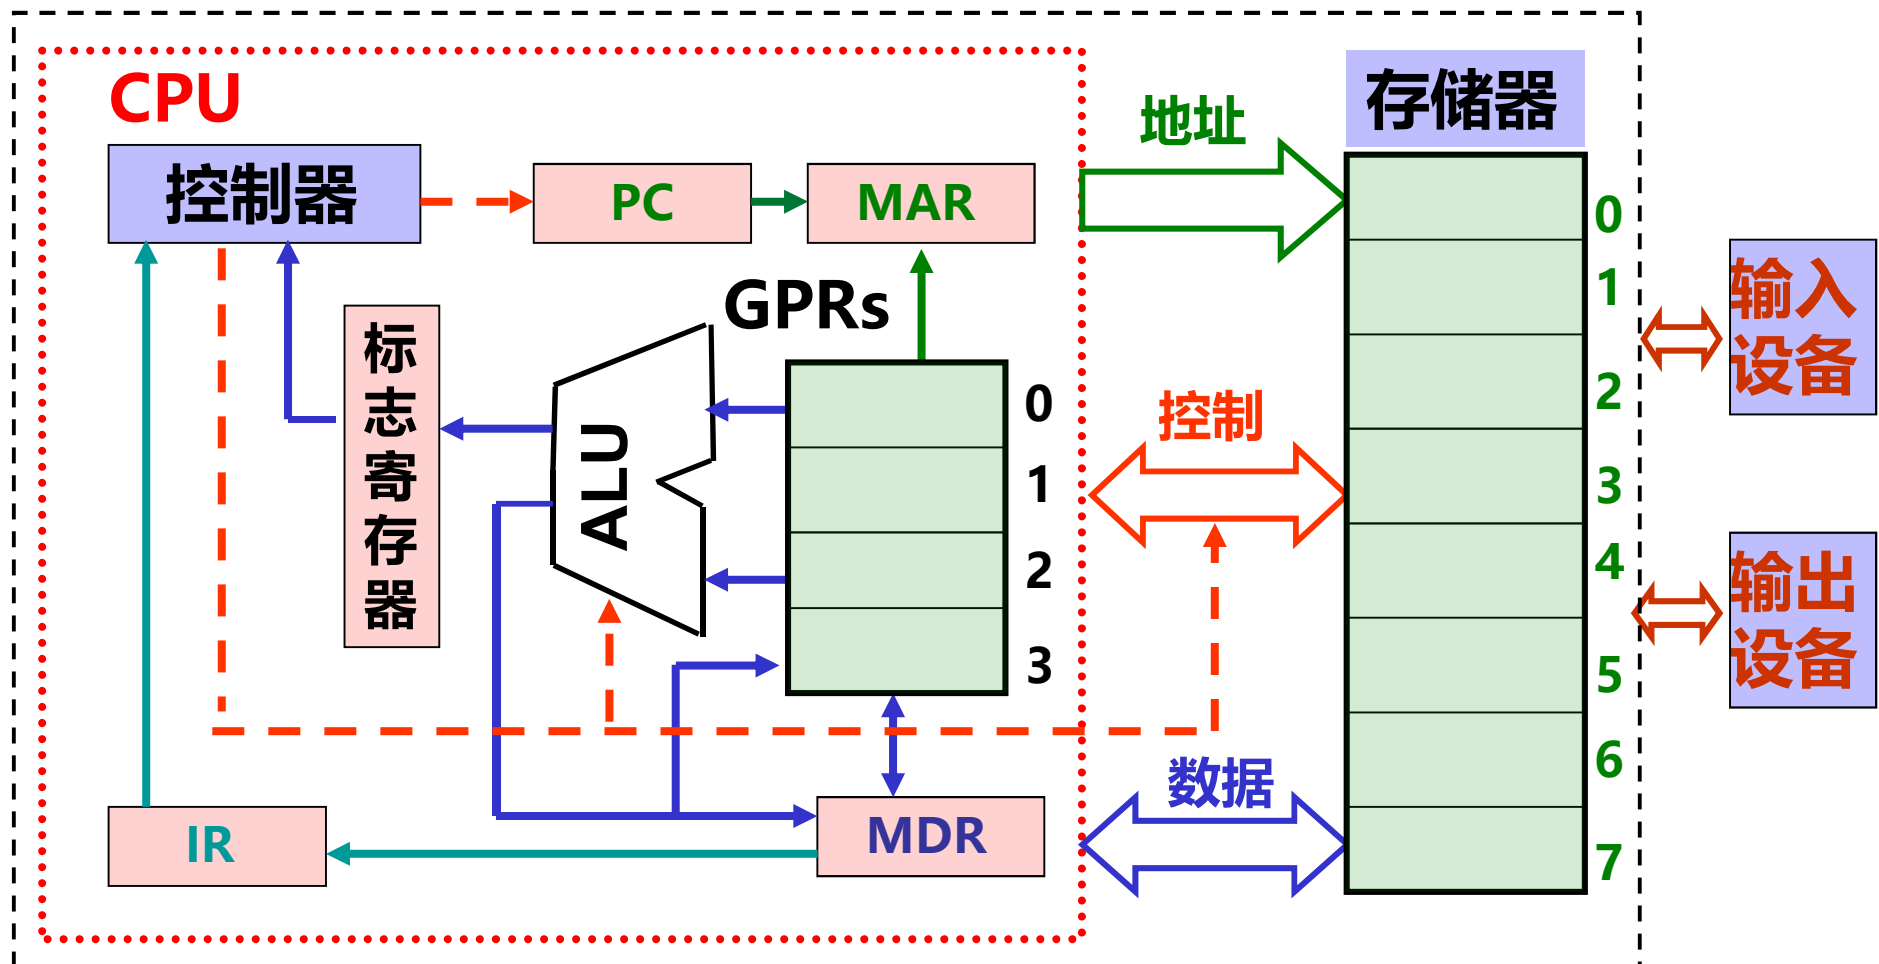 CPU
控制器
PC
MAR
地址
存储器
0
1
2
3
4
5
6
7
输入
设备
输出
设备
GPRs
0
1
2
3
标
志
寄
存
器
ALU
控制
数据
IR
MDR